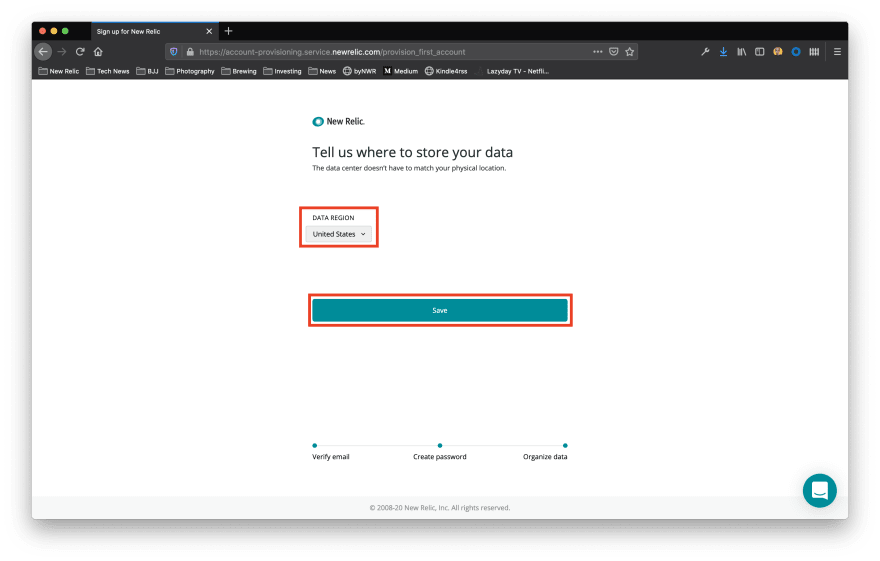 Sign up for New Relic
https://account-provisioning.service.newrelic.com/provision_first_account
New Relic Tech News BJJ Photography Brewing Investing News byNWR M Medium Kindle4rss Lazyday TV - Netfli...
New Relic.
Tell us where to store your data
The data center doesn't have to match your physical location.
DATA REGION
United States
Save
Verify email Create password Organize data
© 2008-20 New Relic, Inc. All rights reserved.